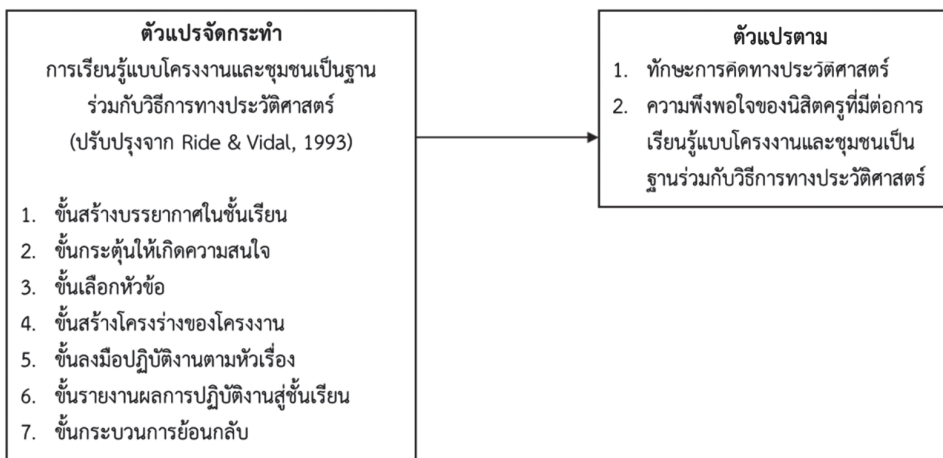 ตัวแปรจัดกระทำ
การเรียนรู้แบบโครงงานและชุมชนเป็นฐาน
ร่วมกับวิธีการทางประวัติศาสตร์
(ปรับปรุงจาก Ride & Vidal, 1993)
1. ขั้นสร้างบรรยากาศในชั้นเรียน
2. ขั้นกระตุ้นให้เกิดความสนใจ
3. ขั้นเลือกหัวข้อ
4. ขั้นสร้างโครงร่างของโครงงาน
5. ขั้นลงมือปฏิบัติงานตามหัวเรื่อง
6. ขั้นรายงานผลการปฏิบัติงานสู่ชั้นเรียน
7. ขั้นกระบวนการย้อนกลับ
ตัวแปรตาม
1. ทักษะการคิดทางประวัติศาสตร์
2. ความพึงพอใจของนิสิตครูที่มีต่อการ
เรียนรู้แบบโครงงานและชุมชนเป็น
ฐานร่วมกับวิธีการทางประวัติศาสตร์